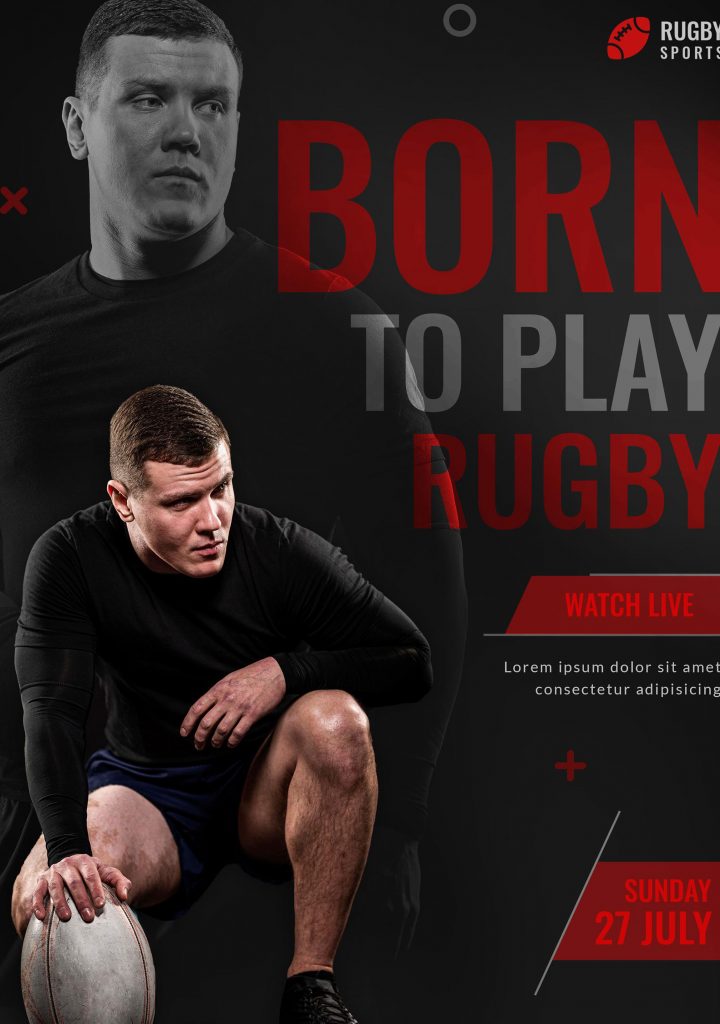 RUGBY
SPORTS
BORN
TO PLAY
RUGBY
WATCH LIVE
Lorem ipsum dolor sit amet
consectetur adipisicing
SUNDAY
27 JULY